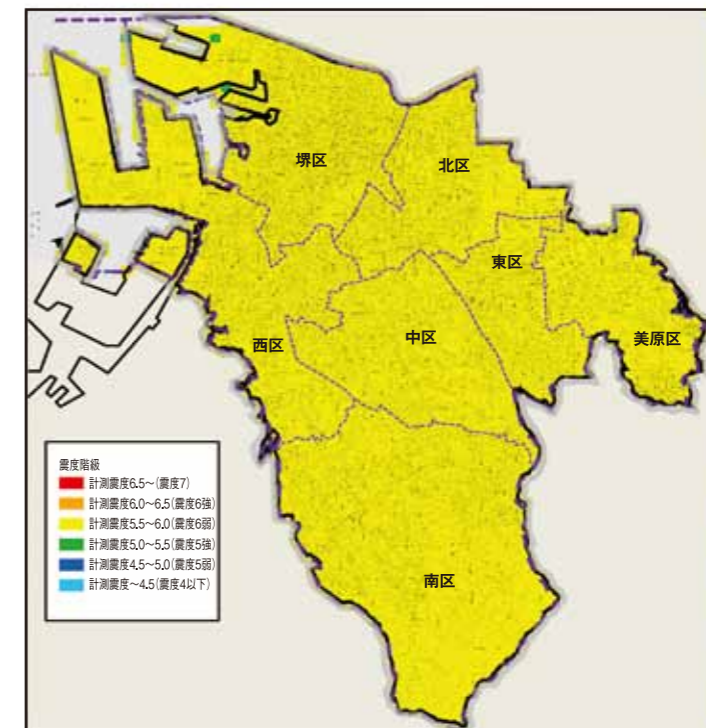 堺区
北区
東区
西区
中区
美原区
南区
震度階級
計測震度6.5～(震度7)
計測震度6.0～6.5(震度6強)
計測震度5.5～6.0(震度6弱)
計測震度5.0～5.5(震度5強)
計測震度4.5～5.0(震度5弱)
計測震度～4.5(震度4以下)